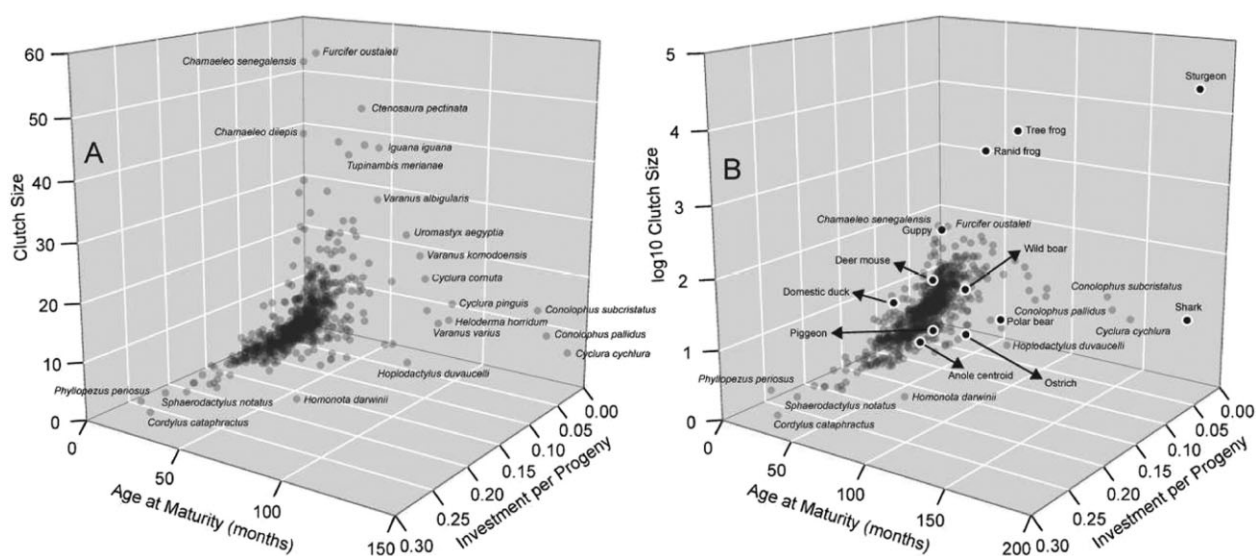 A
Clutch Size
60
50
40
30
20
10
0
Furcifer oustaleti
Chamaeleo senegalensis
Ctenosaura pectinata
Chamaeleo dilepis
Iguana iguana
Tupinambis merianae
Varanus albigularis
Uromastyx aegyptia
Varanus komodoensis
Cyclura cornuta
Cyclura pinguis
Conolophus subcristatus
Heloderma horridum
Varanus varius
Conolophus pallidus
Cyclura cychlura
Hoplodactylus duvaucelli
Phyllopezus periosus
Sphaerodactylus notatus
Homonota darwinii
Cordylus cataphractus
0
50
100
150
Age at Maturity (months)
0.00
0.05
0.10
0.15
0.20
0.25
0.30
Investment per Progeny
B
log10 Clutch Size
5
4
3
2
1
0
Sturgeon
Tree frog
Ranid frog
Chamaeleo senegalensis
Furcifer oustaleti
Guppy
Wild boar
Deer mouse
Domestic duck
Conolophus subcristatus
Conolophus pallidus
Shark
Polar bear
Cyclura cychlura
Piggeon
Hoplodactylus duvaucelli
Anole centroid
Ostrich
Phyllopezus periosus
Sphaerodactylus notatus
Homonota darwinii
Cordylus cataphractus
0
50
100
150
200
Age at Maturity (months)
0.00
0.05
0.10
0.15
0.20
0.25
0.30
Investment per Progeny